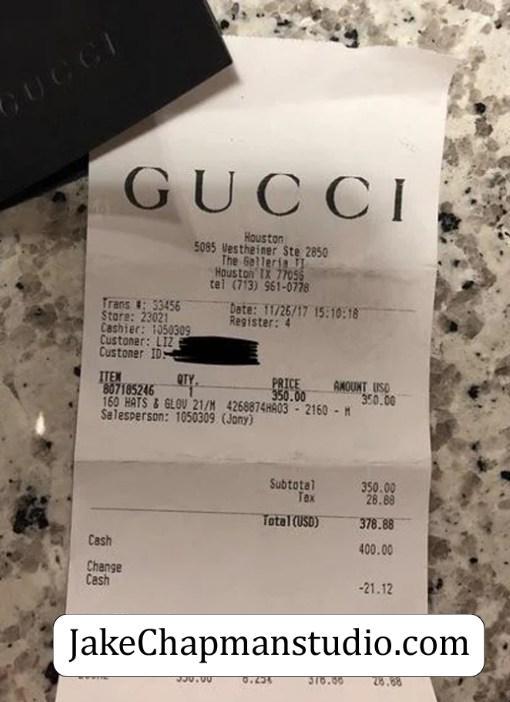 GUCCI
GUCCI
Houston
5085 Westheimer Ste 2850
The Galleria II
Houston TX 77056
tel (713) 961-0778
Trans #: 33456 Date: 11/26/17 15:10:18
Store: 23021 Register: 4
Cashier: 1050309
Customer: LIZ
Customer ID:
ITEM QTY. PRICE AMOUNT USD
807185246 1 350.00 350.00
160 HATS & GLOV 21/M 4268874HA03 - 2160 - M
Salesperson: 1050309 (Jony)
Subtotal 350.00
Tax 28.88
Total(USD) 378.88
Cash 400.00
Change
Cash -21.12
JakeChapmanstudio.com
350.00 8.25% 378.88 28.88